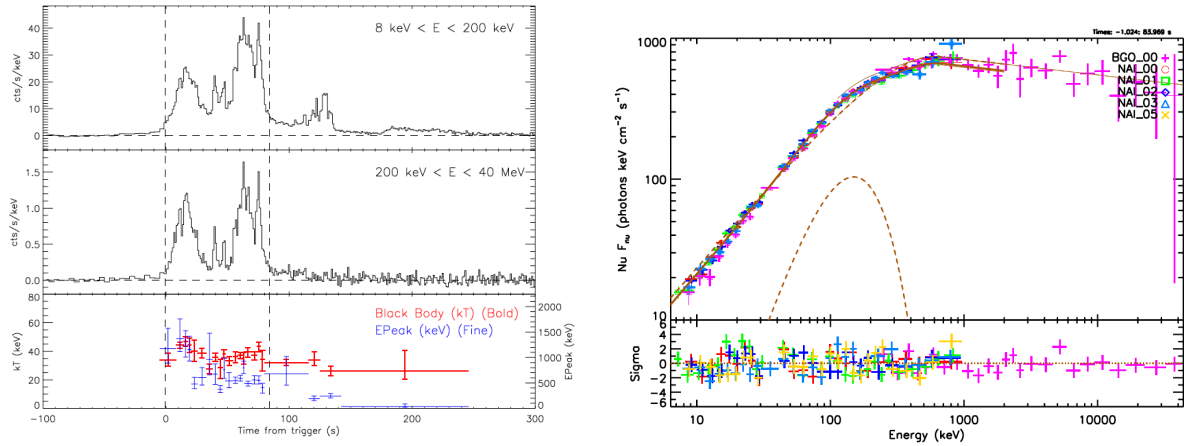 8 keV < E < 200 keV
cts/s/keV
40
30
20
10
0
200 keV < E < 40 MeV
cts/s/keV
1.5
1.0
0.5
0.0
Black Body (kT) (Bold)
EPeak (keV) (Fine)
kT (keV)
80
60
40
20
0
2000
1500
1000
500
0
EPeak (keV)
-100 0 100 200 300
Time from trigger (s)
Times: -1.024: 83.969 s
BGO_00
NAI_00
NAI_01
NAI_02
NAI_03
NAI_05
Nu Fnu (photons keV cm-2 s-1)
1000
100
10
Sigma
6
4
2
0
-2
-4
-6
10 100 1000 10000
Energy (keV)